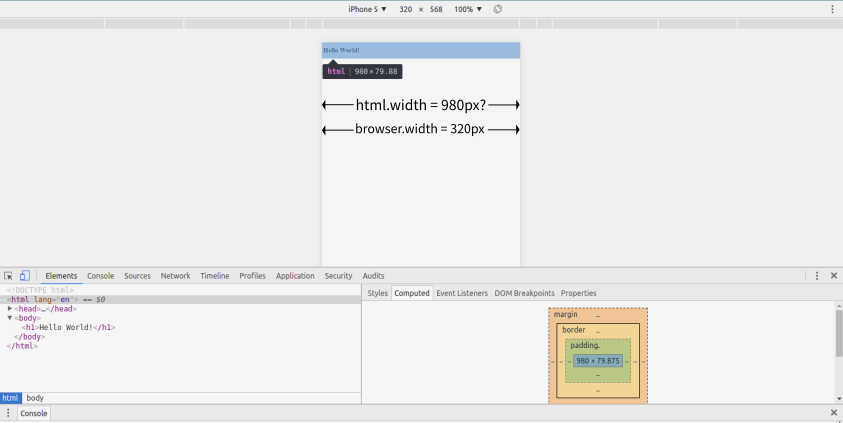 iPhone 5 ▼ 320 × 568 100% ▼
Hello World!
html | 980 × 79.88
html.width = 980px?
browser.width = 320px
Elements Console Sources Network Timeline Profiles Application Security Audits
<!DOCTYPE html>
<html lang="en"> == $0
▶<head>…</head>
▼<body>
<h1>Hello World!</h1>
</body>
</html>
html body
Styles Computed Event Listeners DOM Breakpoints Properties
margin –
border –
padding-
– – – 980 × 79.875 – – –
–
–
Console